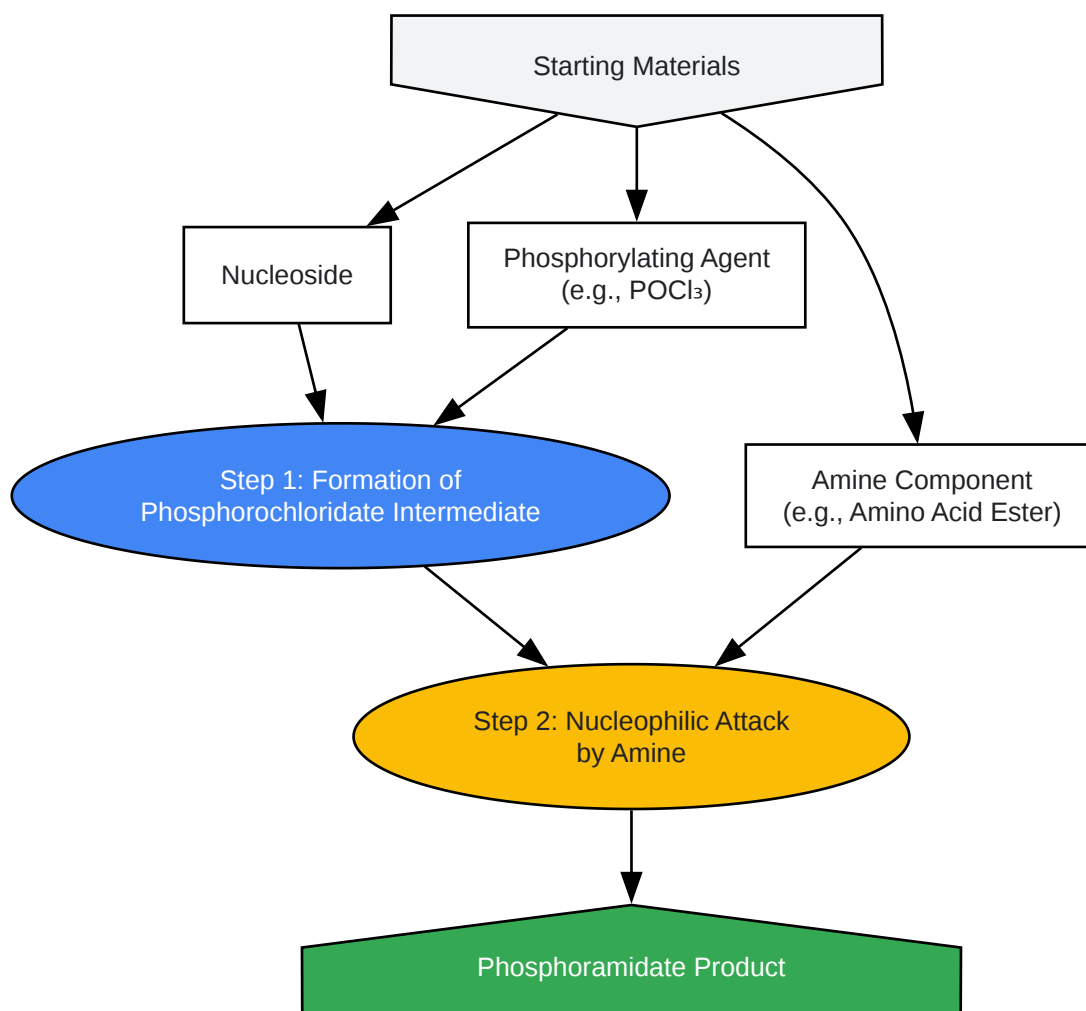 Starting Materials
Nucleoside
Phosphorylating Agent
(e.g., POCl₃)
Step 1: Formation of
Phosphorochloridate Intermediate
Amine Component
(e.g., Amino Acid Ester)
Step 2: Nucleophilic Attack
by Amine
Phosphoramidate Product